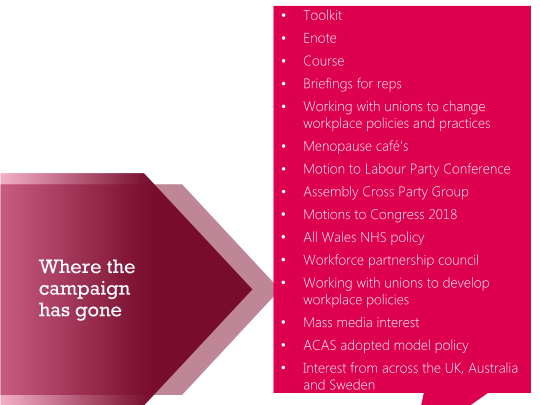 Where the
campaign
has gone
• Toolkit
• Enote
• Course
• Briefings for reps
• Working with unions to change
workplace policies and practices
• Menopause café's
• Motion to Labour Party Conference
• Assembly Cross Party Group
• Motions to Congress 2018
• All Wales NHS policy
• Workforce partnership council
• Working with unions to develop
workplace policies
• Mass media interest
• ACAS adopted model policy
• Interest from across the UK, Australia
and Sweden